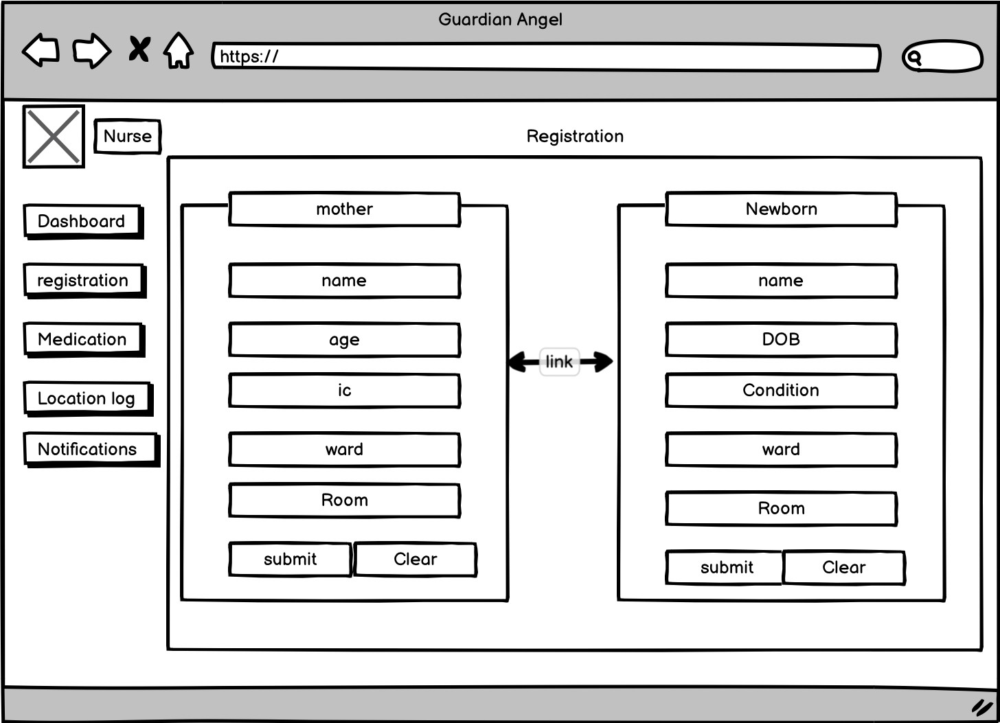 Guardian Angel
https://
Nurse
Registration
Dashboard
registration
Medication
Location log
Notifications
mother
name
age
ic
ward
Room
submit Clear
link
Newborn
name
DOB
Condition
ward
Room
submit Clear